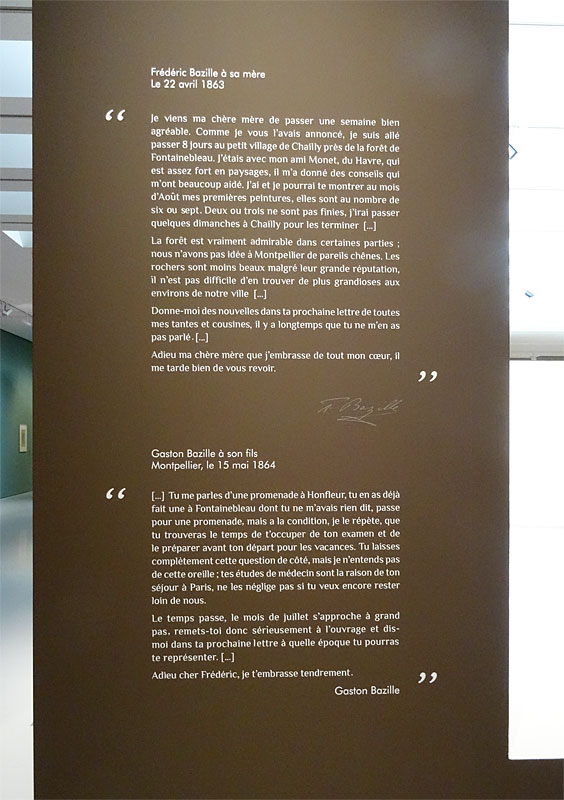 Frédéric Bazille à sa mère
Le 22 avril 1863
“
Je viens ma chère mère de passer une semaine bien
agréable. Comme je vous l'avais annoncé, je suis allé
passer 8 jours au petit village de Chailly près de la forêt de
Fontainebleau. J'étais avec mon ami Monet, du Havre, qui
est assez fort en paysages, il m'a donné des conseils qui
m'ont beaucoup aidé. J'ai et je pourrai te montrer au mois
d'Août mes premières peintures, elles sont au nombre de
six ou sept. Deux ou trois ne sont pas finies, j'irai passer
quelques dimanches à Chailly pour les terminer [...]
La forêt est vraiment admirable dans certaines parties ;
nous n'avons pas idée à Montpellier de pareils chênes. Les
rochers sont moins beaux malgré leur grande réputation,
il n'est pas difficile d'en trouver de plus grandioses aux
environs de notre ville [...]
Donne-moi des nouvelles dans ta prochaine lettre de toutes
mes tantes et cousines, il y a longtemps que tu ne m'en as
pas parlé. [...]
Adieu ma chère mère que j'embrasse de tout mon cœur, il
me tarde bien de vous revoir.
”
F. Bazille
Gaston Bazille à son fils
Montpellier, le 15 mai 1864
“
[...] Tu me parles d'une promenade à Honfleur, tu en as déjà
fait une à Fontainebleau dont tu ne m'avais rien dit, passe
pour une promenade, mais a la condition, je le répète, que
tu trouveras le temps de t'occuper de ton examen et de
le préparer avant ton départ pour les vacances. Tu laisses
complètement cette question de côté, mais je n'entends pas
de cette oreille ; tes études de médecin sont la raison de ton
séjour à Paris, ne les néglige pas si tu veux encore rester
loin de nous.
Le temps passe, le mois de juillet s'approche à grand
pas, remets-toi donc sérieusement à l'ouvrage et dis-
moi dans ta prochaine lettre à quelle époque tu pourras
te représenter. [...]
Adieu cher Frédéric, je t'embrasse tendrement.
”
Gaston Bazille